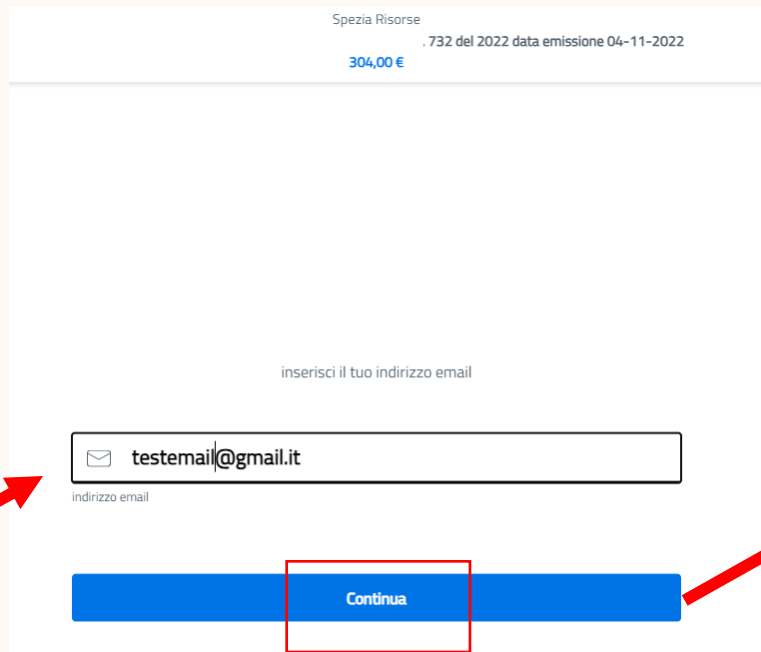 Spezia Risorse
. 732 del 2022 data emissione 04-11-2022
304,00 €
inserisci il tuo indirizzo email
testemail@gmail.it
indirizzo email
Continua